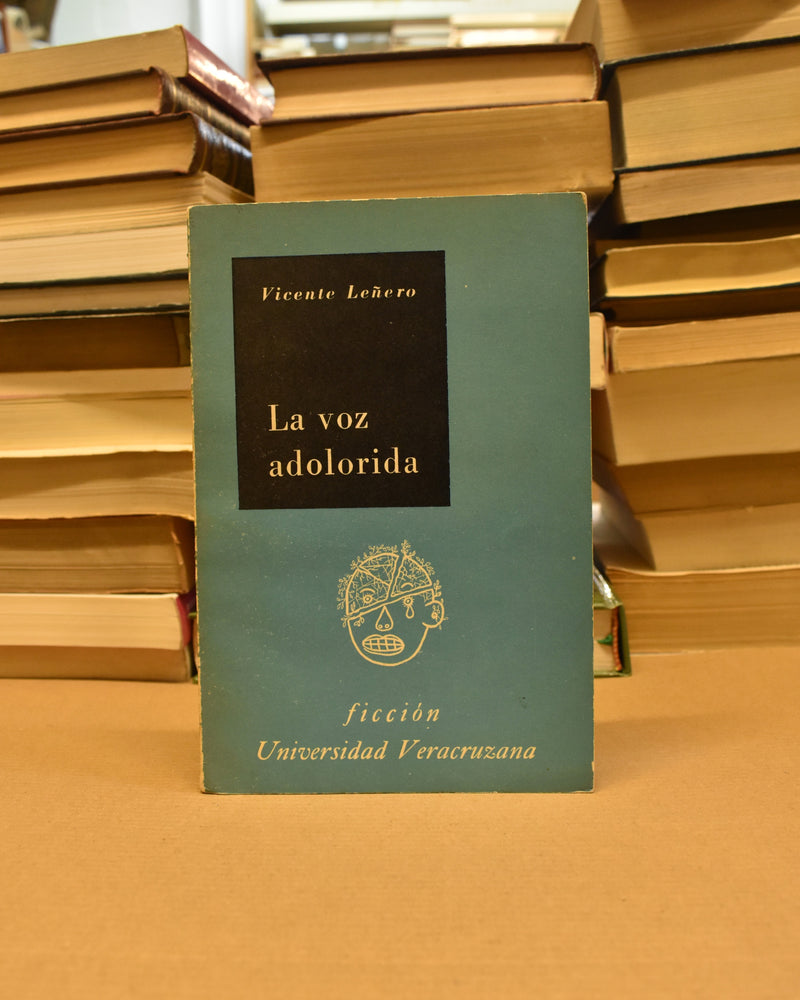 Vicente Leñero
La voz
adolorida
ficción
Universidad Veracruzana